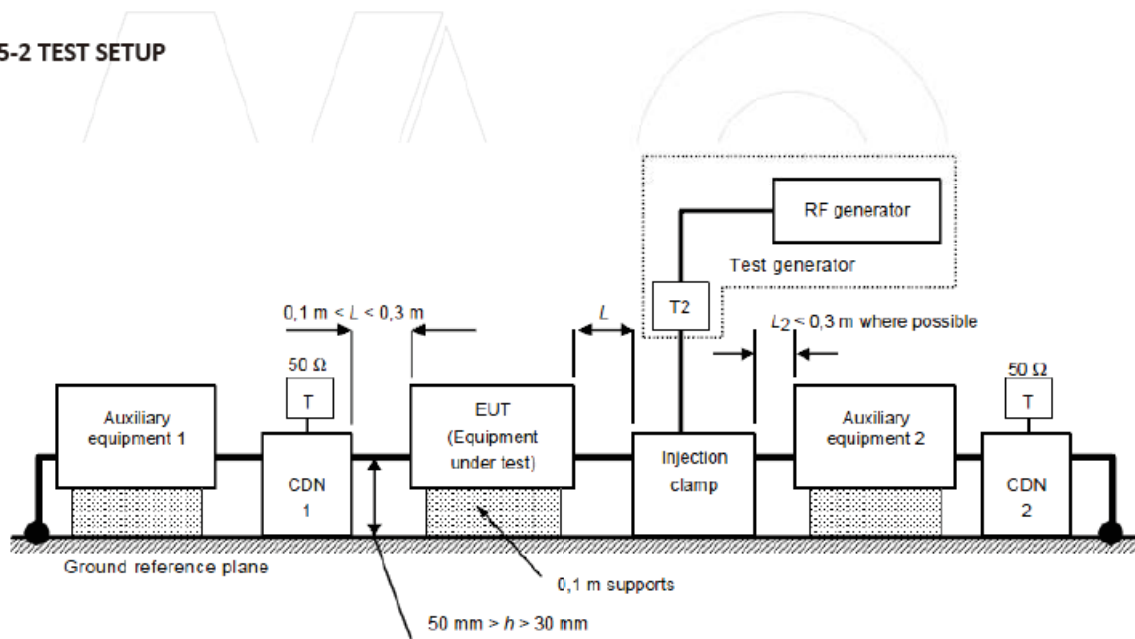 5-2 TEST SETUP
RF generator
Test generator
T2
0,1 m < L < 0,3 m
L
L2 < 0,3 m where possible
50 Ω
T
Auxiliary
equipment 1
CDN
1
EUT
(Equipment
under test)
Injection
clamp
Auxiliary
equipment 2
50 Ω
T
CDN
2
Ground reference plane
0,1 m supports
50 mm > h > 30 mm